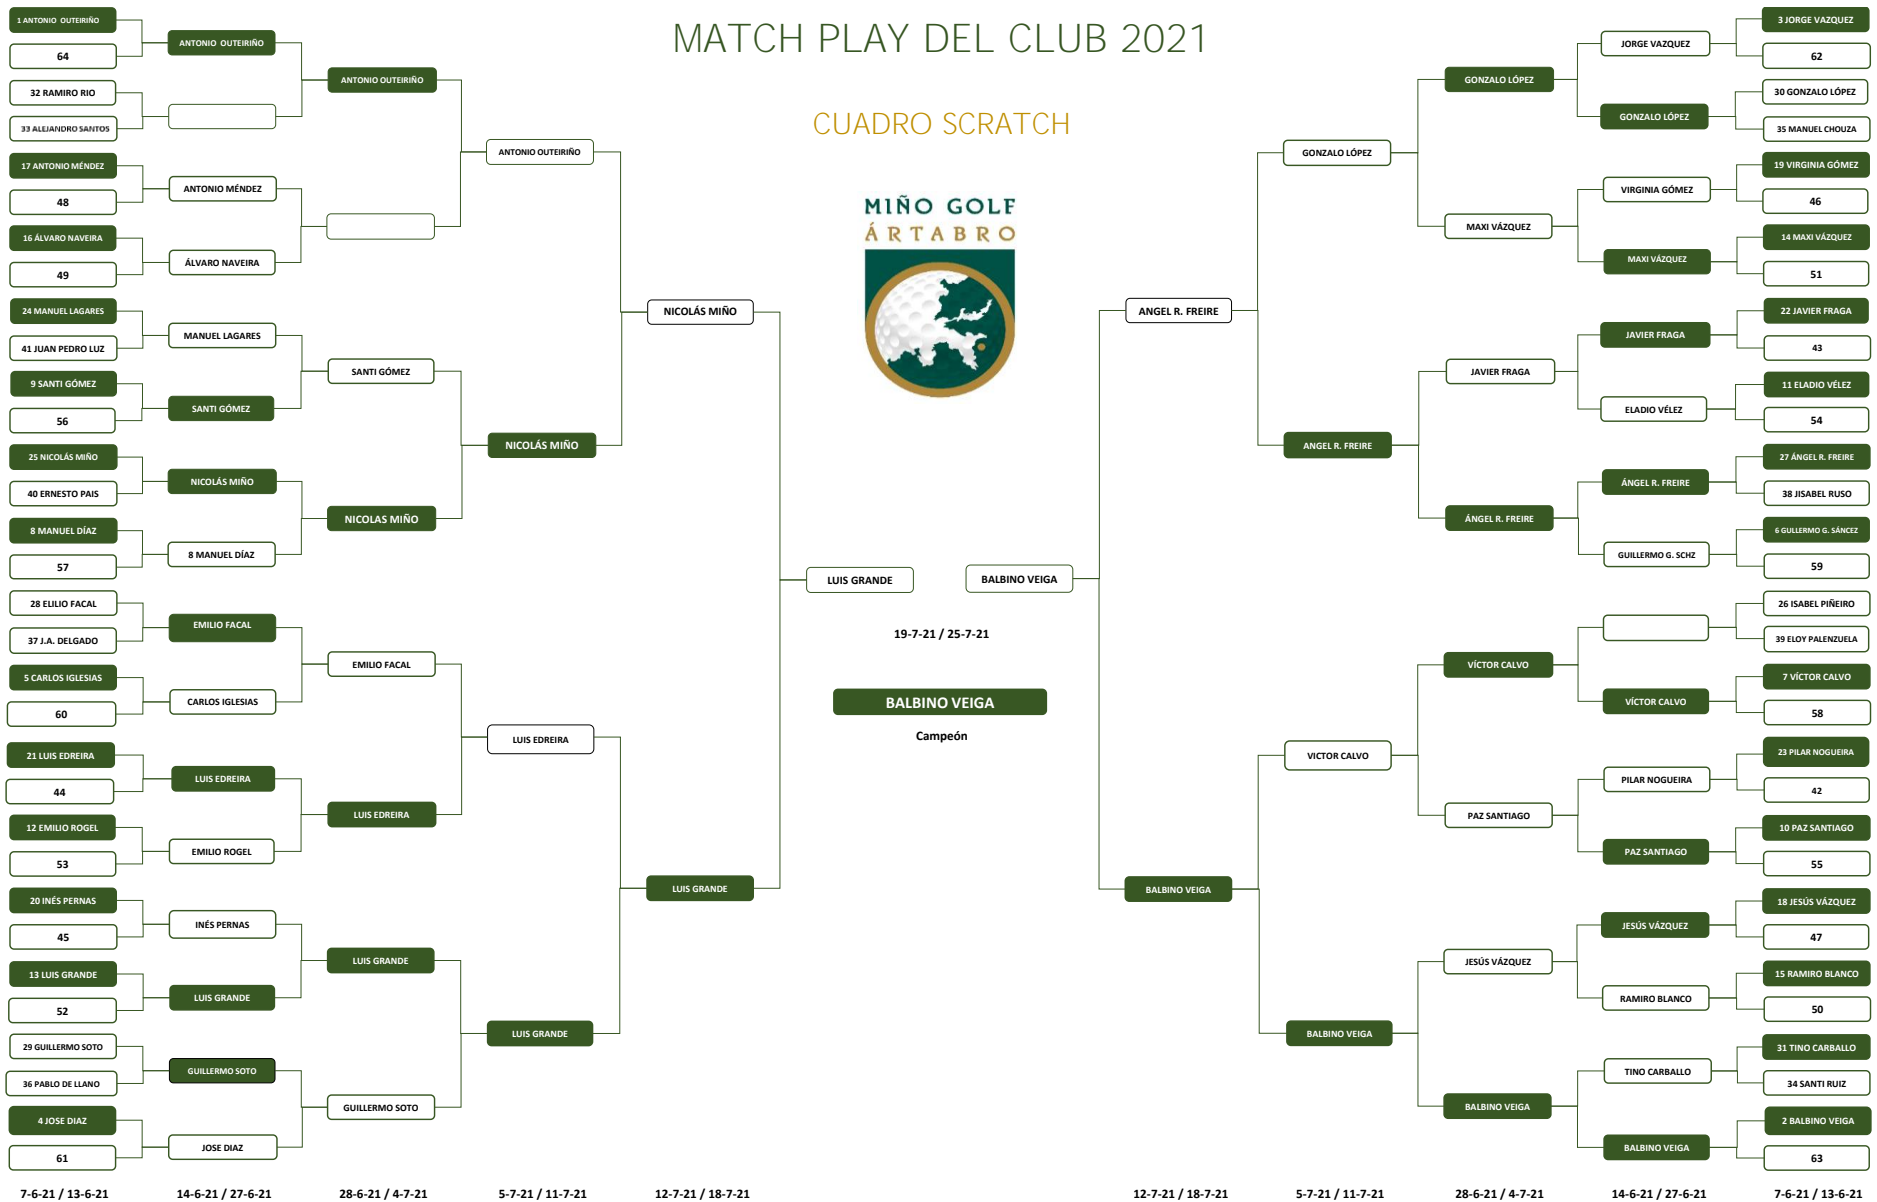 MATCH PLAY DEL CLUB 2021
CUADRO SCRATCH
MIÑO GOLF
ÁRTABRO
1 ANTONIO OUTEIRIÑO
64
32 RAMIRO RIO
33 ALEJANDRO SANTOS
17 ANTONIO MÉNDEZ
48
16 ÁLVARO NAVEIRA
49
24 MANUEL LAGARES
41 JUAN PEDRO LUZ
9 SANTI GÓMEZ
56
25 NICOLÁS MIÑO
40 ERNESTO PAIS
8 MANUEL DÍAZ
57
28 ELILIO FACAL
37 J.A. DELGADO
5 CARLOS IGLESIAS
60
21 LUIS EDREIRA
44
12 EMILIO ROGEL
53
20 INÉS PERNAS
45
13 LUIS GRANDE
52
29 GUILLERMO SOTO
36 PABLO DE LLANO
4 JOSE DIAZ
61
7-6-21 / 13-6-21
ANTONIO OUTEIRIÑO
ANTONIO MÉNDEZ
ÁLVARO NAVEIRA
MANUEL LAGARES
SANTI GÓMEZ
NICOLÁS MIÑO
8 MANUEL DÍAZ
EMILIO FACAL
CARLOS IGLESIAS
LUIS EDREIRA
EMILIO ROGEL
INÉS PERNAS
LUIS GRANDE
GUILLERMO SOTO
JOSE DIAZ
14-6-21 / 27-6-21
ANTONIO OUTEIRIÑO
SANTI GÓMEZ
NICOLAS MIÑO
EMILIO FACAL
LUIS EDREIRA
LUIS GRANDE
GUILLERMO SOTO
28-6-21 / 4-7-21
ANTONIO OUTEIRIÑO
NICOLÁS MIÑO
LUIS EDREIRA
LUIS GRANDE
5-7-21 / 11-7-21
NICOLÁS MIÑO
LUIS GRANDE
12-7-21 / 18-7-21
LUIS GRANDE
BALBINO VEIGA
19-7-21 / 25-7-21
BALBINO VEIGA
Campeón
ANGEL R. FREIRE
BALBINO VEIGA
12-7-21 / 18-7-21
GONZALO LÓPEZ
ANGEL R. FREIRE
VICTOR CALVO
BALBINO VEIGA
5-7-21 / 11-7-21
GONZALO LÓPEZ
MAXI VÁZQUEZ
JAVIER FRAGA
ÁNGEL R. FREIRE
VÍCTOR CALVO
PAZ SANTIAGO
JESÚS VÁZQUEZ
BALBINO VEIGA
28-6-21 / 4-7-21
JORGE VAZQUEZ
GONZALO LÓPEZ
VIRGINIA GÓMEZ
MAXI VÁZQUEZ
JAVIER FRAGA
ELADIO VÉLEZ
ÁNGEL R. FREIRE
GUILLERMO G. SCHZ
VÍCTOR CALVO
PILAR NOGUEIRA
PAZ SANTIAGO
JESÚS VÁZQUEZ
RAMIRO BLANCO
TINO CARBALLO
BALBINO VEIGA
14-6-21 / 27-6-21
3 JORGE VAZQUEZ
62
30 GONZALO LÓPEZ
35 MANUEL CHOUZA
19 VIRGINIA GÓMEZ
46
14 MAXI VÁZQUEZ
51
22 JAVIER FRAGA
43
11 ELADIO VÉLEZ
54
27 ÁNGEL R. FREIRE
38 JISABEL RUSO
6 GULLERMO G. SÁNCEZ
59
26 ISABEL PIÑEIRO
39 ELOY PALENZUELA
7 VÍCTOR CALVO
58
23 PILAR NOGUEIRA
42
10 PAZ SANTIAGO
55
18 JESÚS VÁZQUEZ
47
15 RAMIRO BLANCO
50
31 TINO CARBALLO
34 SANTI RUIZ
2 BALBINO VEIGA
63
7-6-21 / 13-6-21